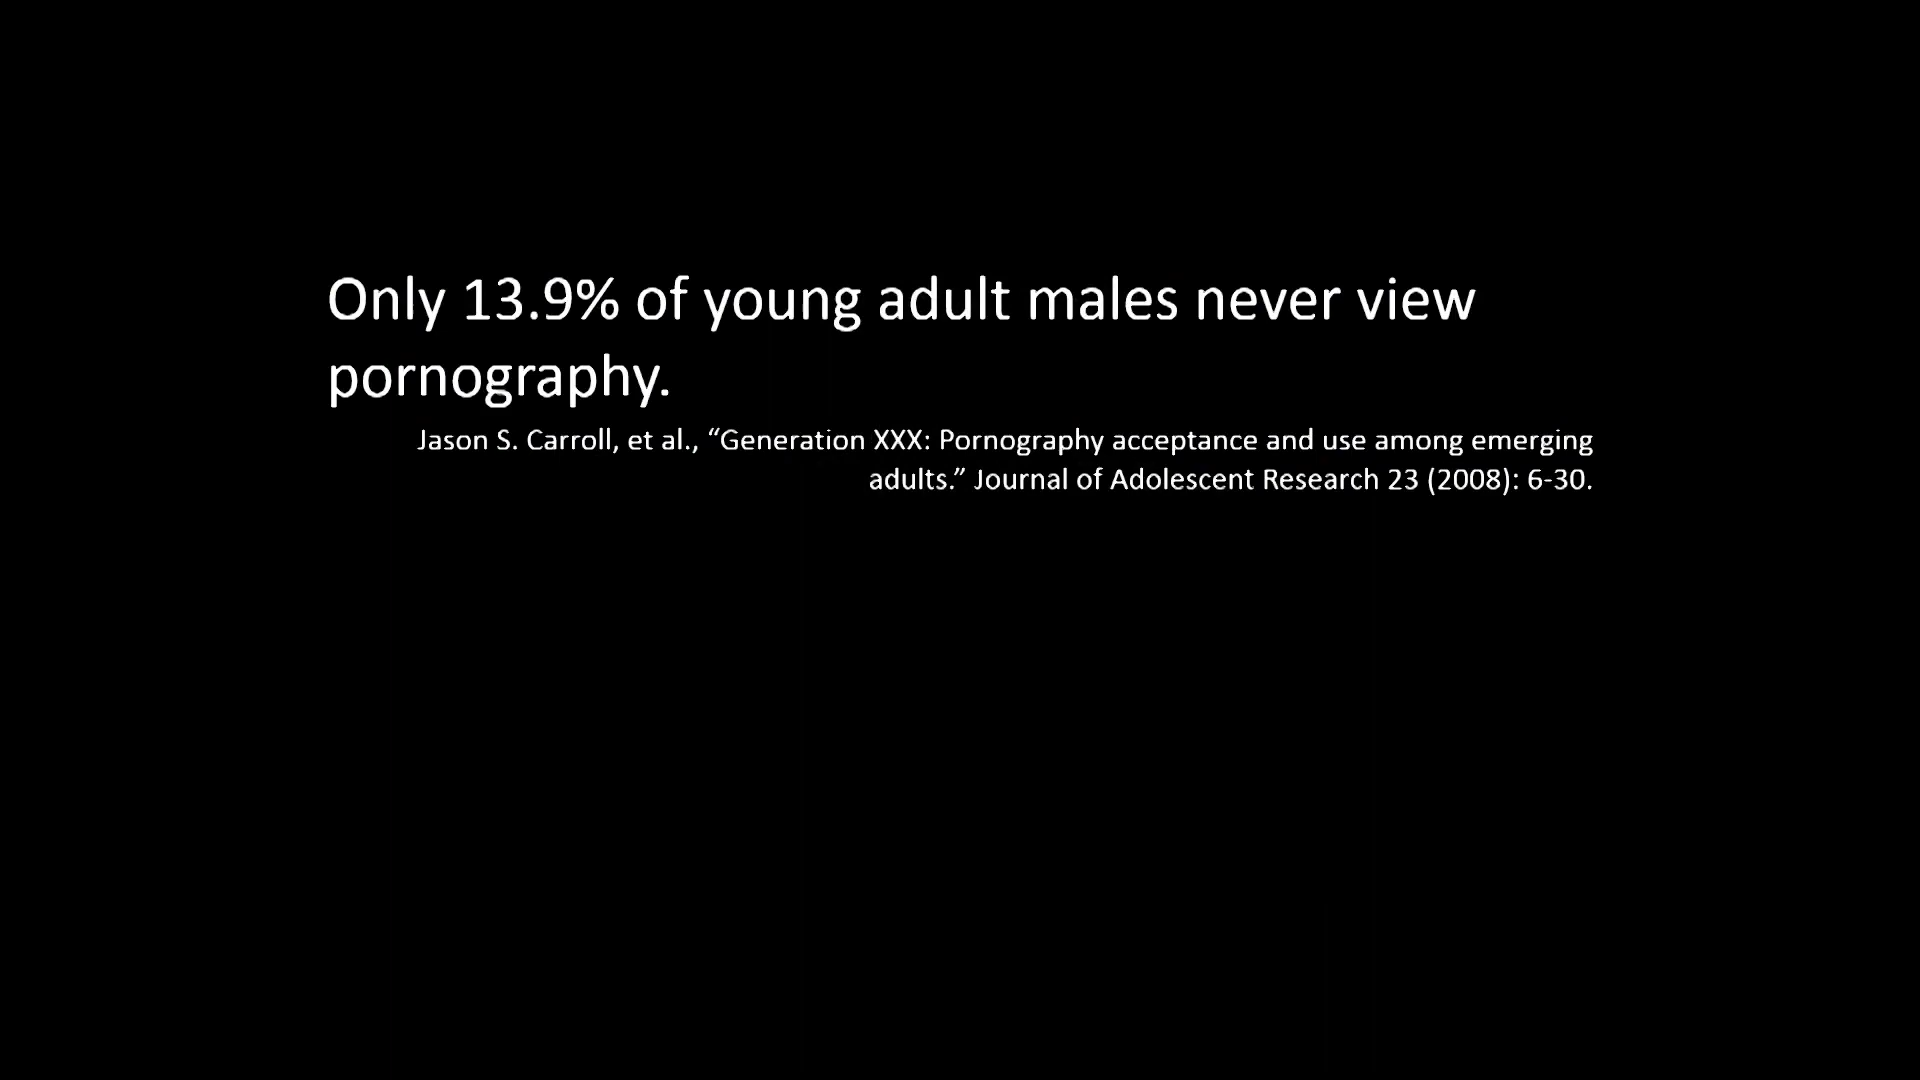 Only 13.9% of young adult males never view
pornography.
Jason S. Carroll, et al., “Generation XXX: Pornography acceptance and use among emerging
adults.” Journal of Adolescent Research 23 (2008): 6-30.